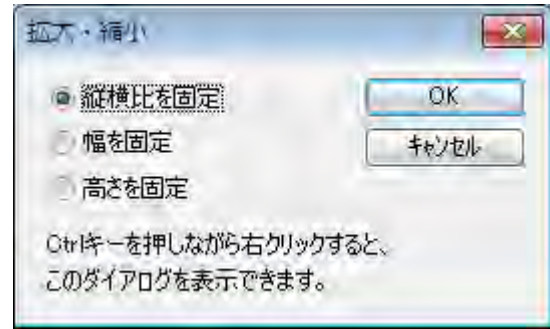 拡大・縮小
縦横比を固定
OK
幅を固定
キャンセル
高さを固定
Ctrlキーを押しながら右クリックすると、
このダイアログを表示できます。